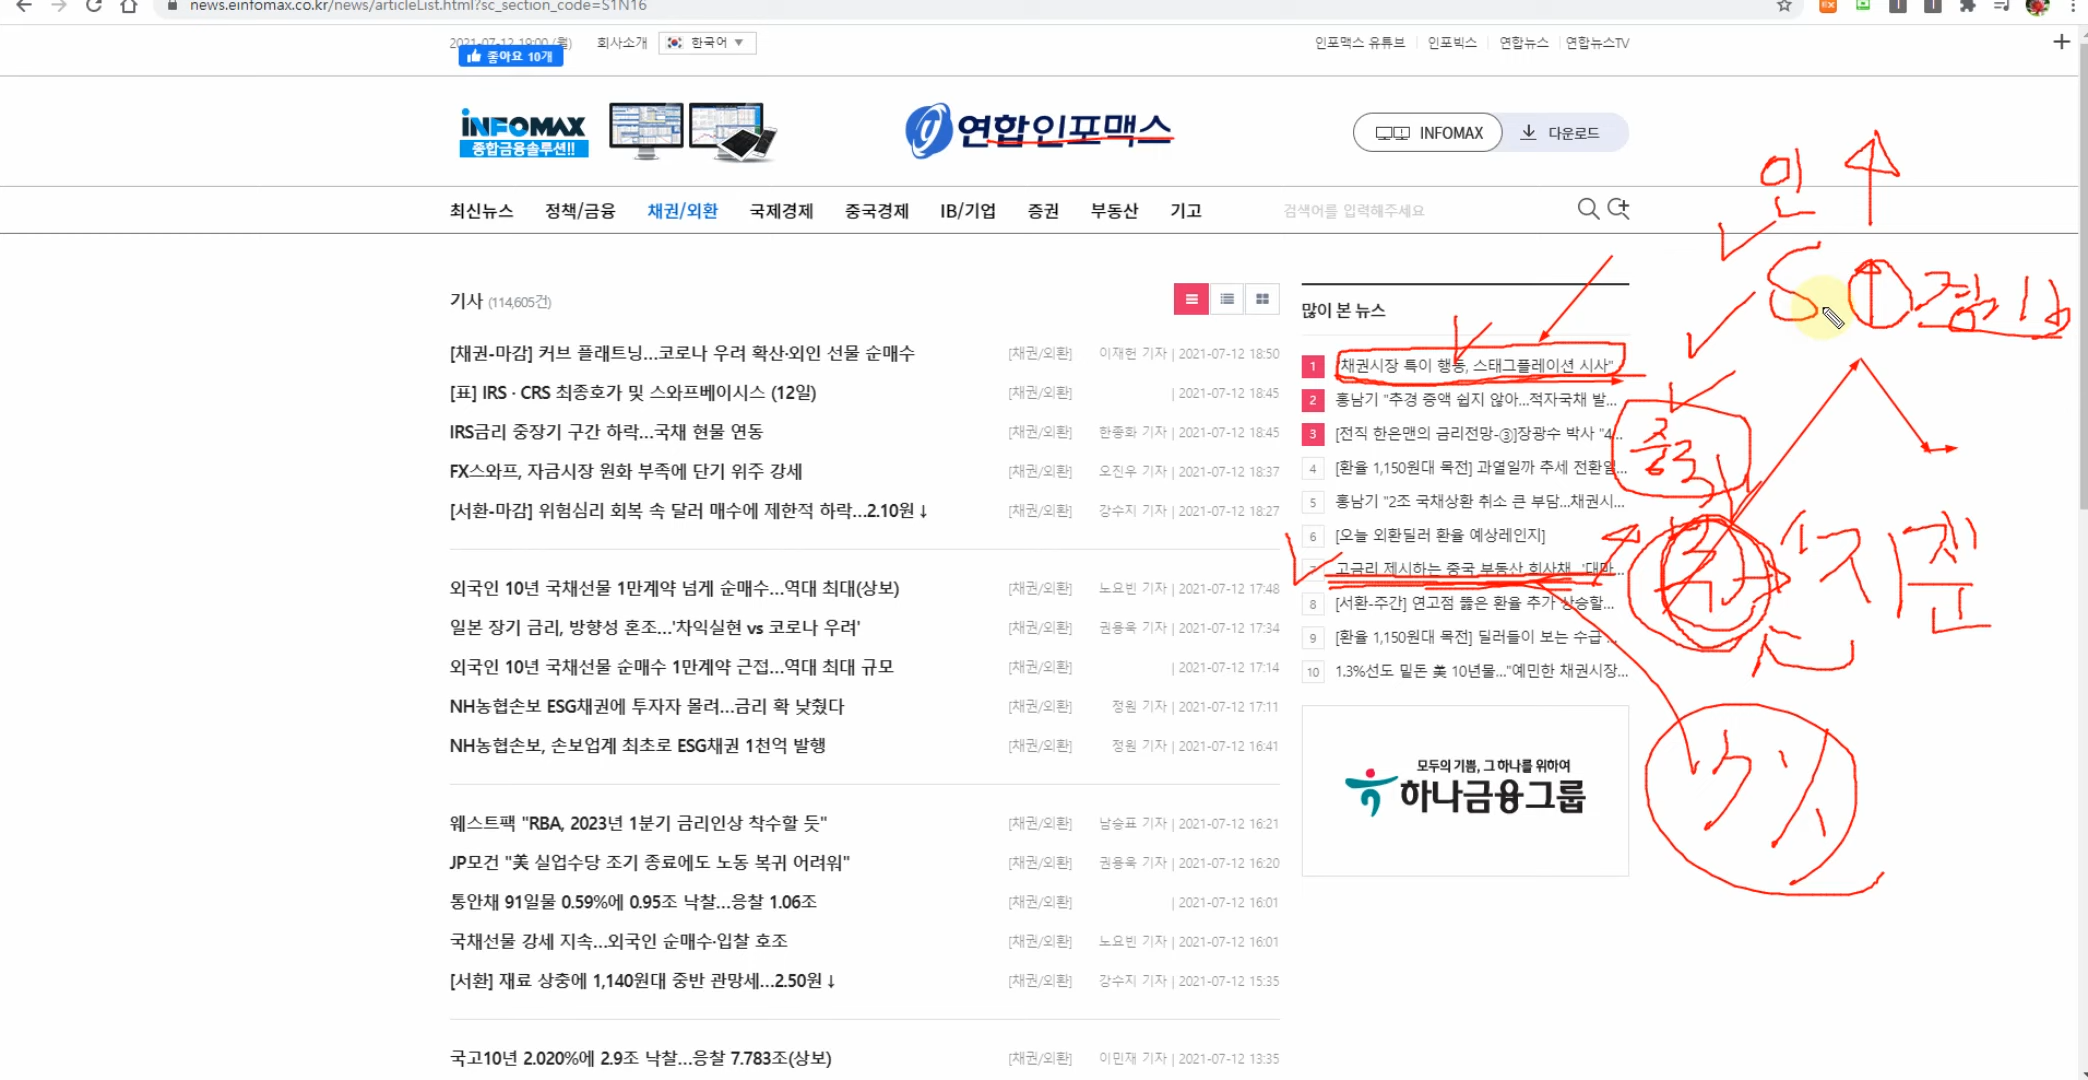 news.einfomax.co.kr/news/articleList.html?sc_section_code=S1N16
2021-07-12 19:00 (월)
좋아요 10개
회사소개
한국어
인포맥스 유튜브
인포빅스
연합뉴스
연합뉴스TV
INFOMAX
종합금융솔루션!!
연합인포맥스
INFOMAX
다운로드
최신뉴스 정책/금융 채권/외환 국제경제 중국경제 IB/기업 증권 부동산 기고
검색어를 입력해주세요
기사 (114,605건)
[채권-마감] 커브 플래트닝...코로나 우려 확산·외인 선물 순매수 [채권/외환] 이재헌 기자 | 2021-07-12 18:50
[표] IRS · CRS 최종호가 및 스와프베이시스 (12일) [채권/외환] | 2021-07-12 18:45
IRS금리 중장기 구간 하락...국채 현물 연동 [채권/외환] 한종화 기자 | 2021-07-12 18:45
FX스와프, 자금시장 원화 부족에 단기 위주 강세 [채권/외환] 오진우 기자 | 2021-07-12 18:37
[서환-마감] 위험심리 회복 속 달러 매수에 제한적 하락...2.10원↓ [채권/외환] 강수지 기자 | 2021-07-12 18:27
외국인 10년 국채선물 1만계약 넘게 순매수...역대 최대(상보) [채권/외환] 노요빈 기자 | 2021-07-12 17:48
일본 장기 금리, 방향성 혼조...'차익실현 vs 코로나 우려' [채권/외환] 권용욱 기자 | 2021-07-12 17:34
외국인 10년 국채선물 순매수 1만계약 근접...역대 최대 규모 [채권/외환] | 2021-07-12 17:14
NH농협손보 ESG채권에 투자자 몰려...금리 확 낮췄다 [채권/외환] 정원 기자 | 2021-07-12 17:11
NH농협손보, 손보업계 최초로 ESG채권 1천억 발행 [채권/외환] 정원 기자 | 2021-07-12 16:41
웨스트팩 "RBA, 2023년 1분기 금리인상 착수할 듯" [채권/외환] 남승표 기자 | 2021-07-12 16:21
JP모건 "美 실업수당 조기 종료에도 노동 복귀 어려워" [채권/외환] 권용욱 기자 | 2021-07-12 16:20
통안채 91일물 0.59%에 0.95조 낙찰...응찰 1.06조 [채권/외환] | 2021-07-12 16:01
국채선물 강세 지속...외국인 순매수·입찰 호조 [채권/외환] 노요빈 기자 | 2021-07-12 16:01
[서환] 재료 상충에 1,140원대 중반 관망세...2.50원↓ [채권/외환] 강수지 기자 | 2021-07-12 15:35
국고10년 2.020%에 2.9조 낙찰...응찰 7.783조(상보) [채권/외환] 이민재 기자 | 2021-07-12 13:35
많이 본 뉴스
1 "채권시장 특이 행동, 스태그플레이션 시사"
2 홍남기 "추경 증액 쉽지 않아...적자국채 발...
3 [전직 한은맨의 금리전망-③]장광수 박사 "4...
4 [환율 1,150원대 목전] 과열일까 추세 전환일...
5 홍남기 "2조 국채상환 취소 큰 부담...채권시...
6 [오늘 외환딜러 환율 예상레인지]
7 고금리 제시하는 중국 부동산 회사채, '대마...
8 [서환-주간] 연고점 뚫은 환율 추가 상승할...
9 [환율 1,150원대 목전] 딜러들이 보는 수급 ...
10 1.3%선도 밑돈 美 10년물..."예민한 채권시장...
모두의 기쁨, 그 하나를 위하여
하나금융그룹
인
S
중국
지준